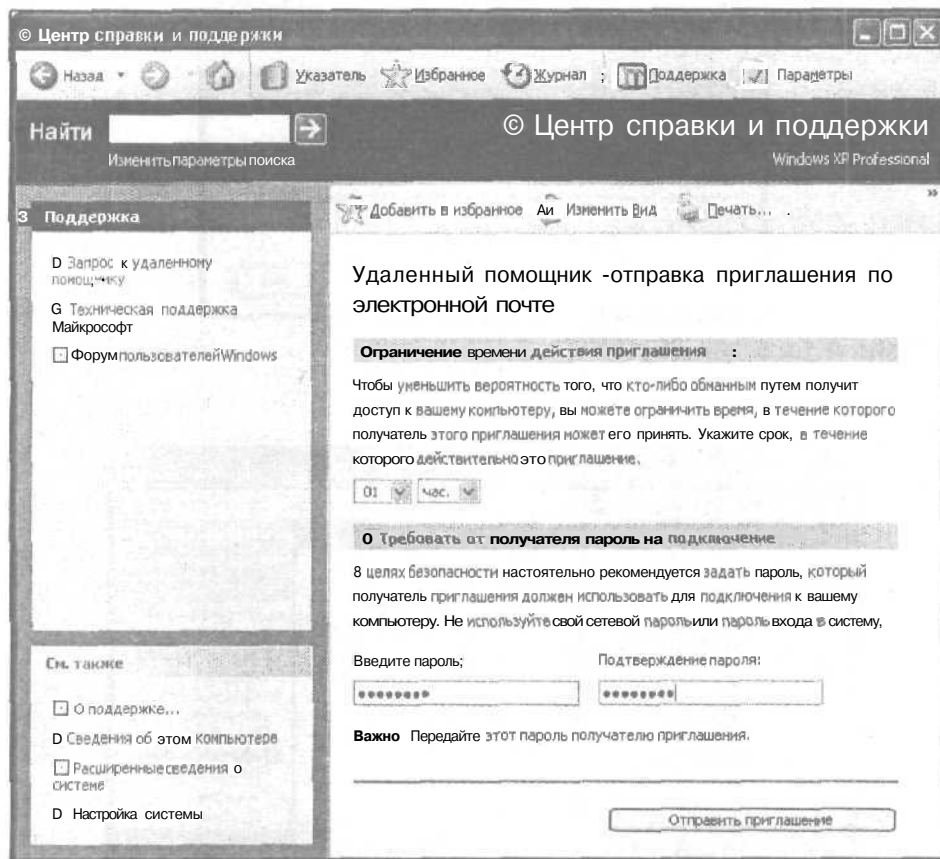 © Центр справки и поддержки
Назад
Указатель
Избранное
Журнал ;
Поддержка
Параметры
Найти
Изменить параметры поиска
© Центр справки и поддержки
Windows XP Professional
»
З Поддержка
D Запрос к удаленному
помощнику
G Техническая поддержка
Майкрософт
Форум пользователей Windows
См. также
О поддержке...
D Сведения об этом компьютере
Расширенные сведения о
системе
D Настройка системы
Добавить в избранное Аи Изменить Вид Печать... .
Удаленный помощник -отправка приглашения по
электронной почте
Ограничение времени действия приглашения :
Чтобы уменьшить вероятность того, что кто-либо обманным путем получит
доступ к вашему компьютеру, вы можете ограничить время, в течение которого
получатель этого приглашения может его принять. Укажите срок, в течение
которого действительно это приглашение.
01 час.
0 Требовать от получателя пароль на подключение
8 целях безопасности настоятельно рекомендуется задать пароль, который
получатель приглашения должен использовать для подключения к вашему
компьютеру. Не используйте свой сетевой пароль или пароль входа в систему,
Введите пароль;
Подтверждение пароля:
••••••••
••••••••
Важно Передайте этот пароль получателю приглашения.
Отправить приглашение